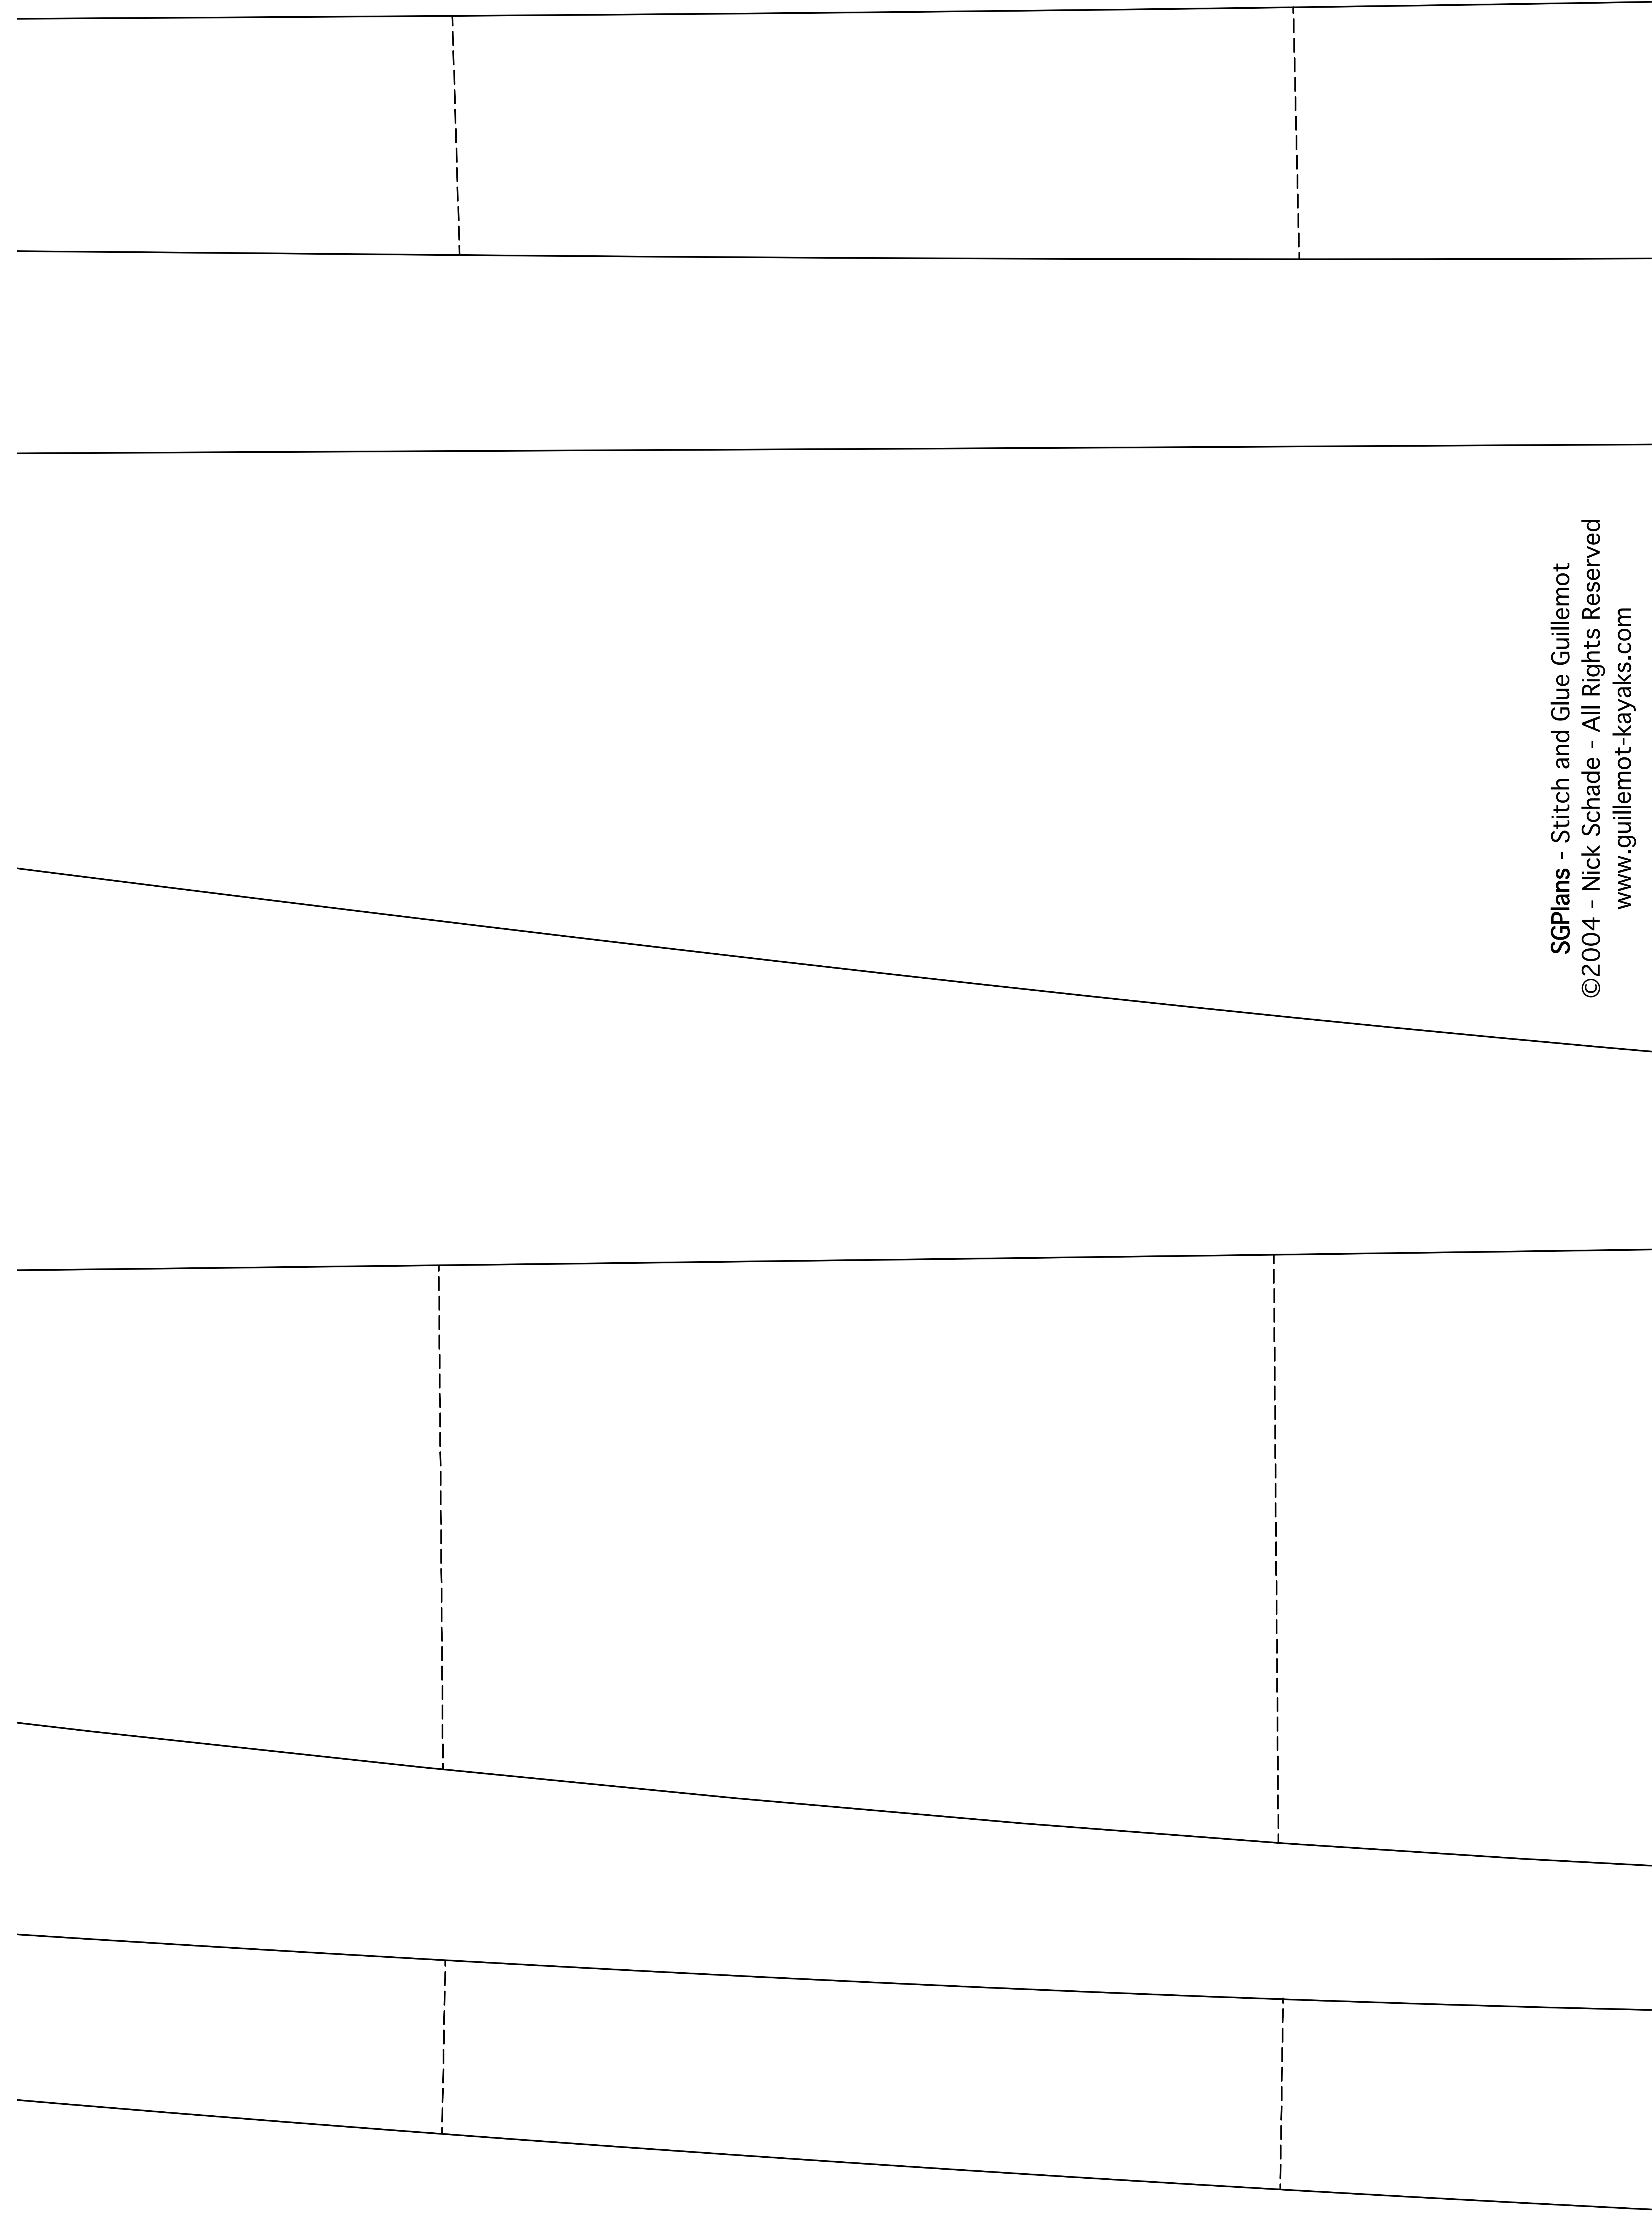 SGPlans - Stitch and Glue Guillemot
©2004 - Nick Schade - All Rights Reserved
www.guillemot-kayaks.com